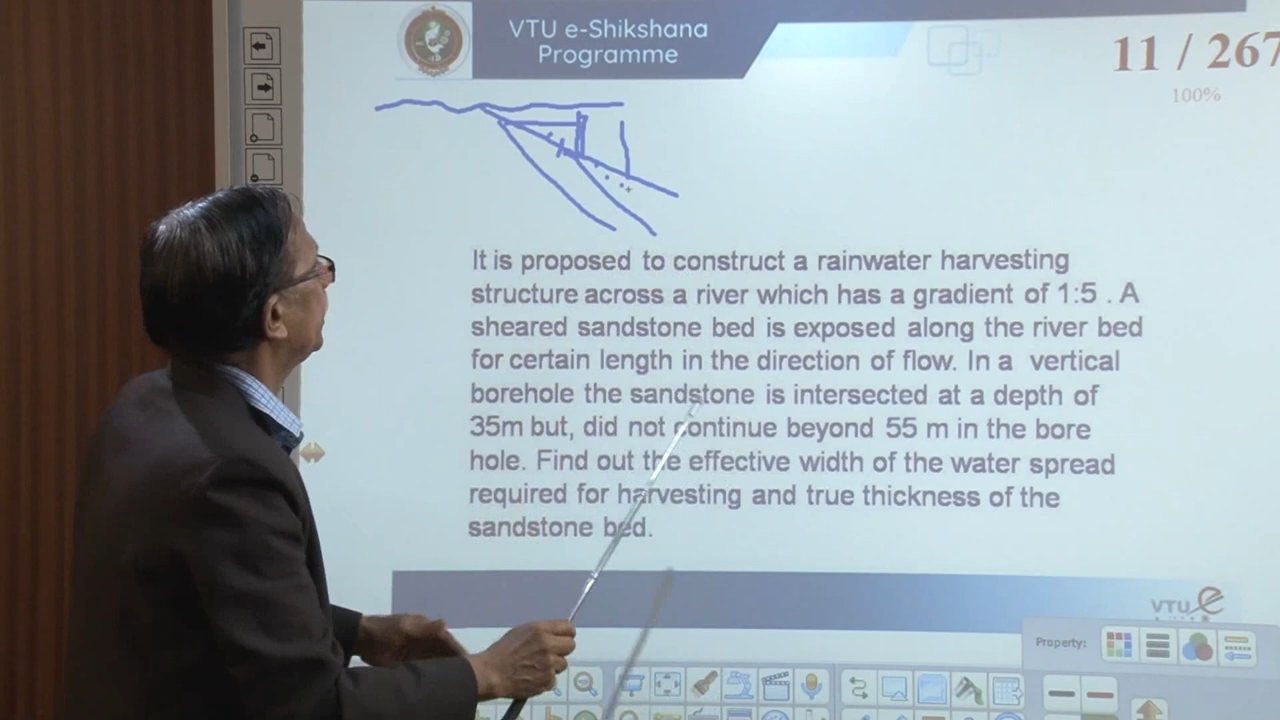 VTU e-Shikshana
Programme
11 / 267
100%
It is proposed to construct a rainwater harvesting
structure across a river which has a gradient of 1:5 . A
sheared sandstone bed is exposed along the river bed
for certain length in the direction of flow. In a vertical
borehole the sandstone is intersected at a depth of
35m but, did not continue beyond 55 m in the bore
hole. Find out the effective width of the water spread
required for harvesting and true thickness of the
sandstone bed.
VTU e
Property: